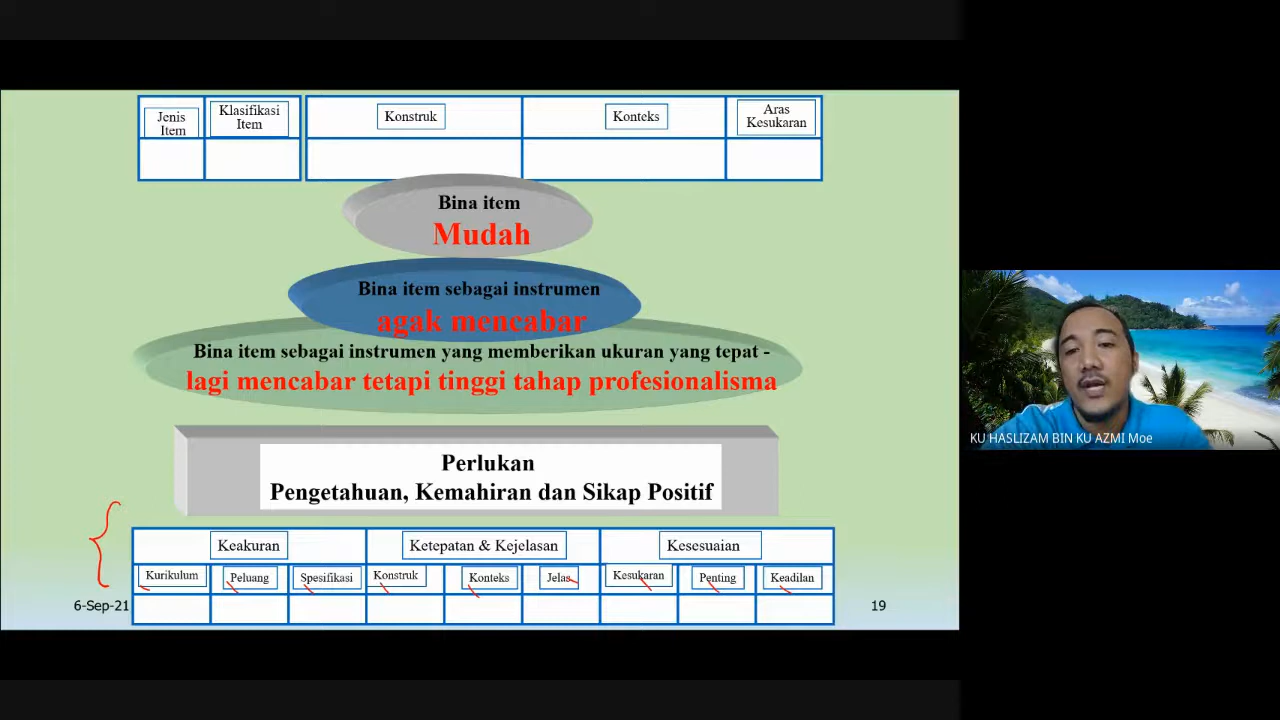 Jenis
Item
Klasifikasi
Item
Konstruk
Konteks
Aras
Kesukaran
Bina item
Mudah
Bina item sebagai instrumen
agak mencabar
Bina item sebagai instrumen yang memberikan ukuran yang tepat -
lagi mencabar tetapi tinggi tahap profesionalisma
KU HASLIZAM BIN KU AZMI Moe
Perlukan
Pengetahuan, Kemahiran dan Sikap Positif
Keakuran
Ketepatan & Kejelasan
Kesesuaian
Kurikulum
Peluang
Spesifikasi
Konstruk
Konteks
Jelas
Kesukaran
Penting
Keadilan
6-Sep-21
19